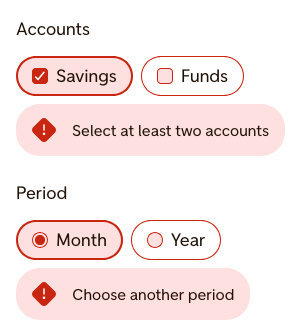 Accounts
Savings
Funds
Select at least two accounts
Period
Month
Year
Choose another period